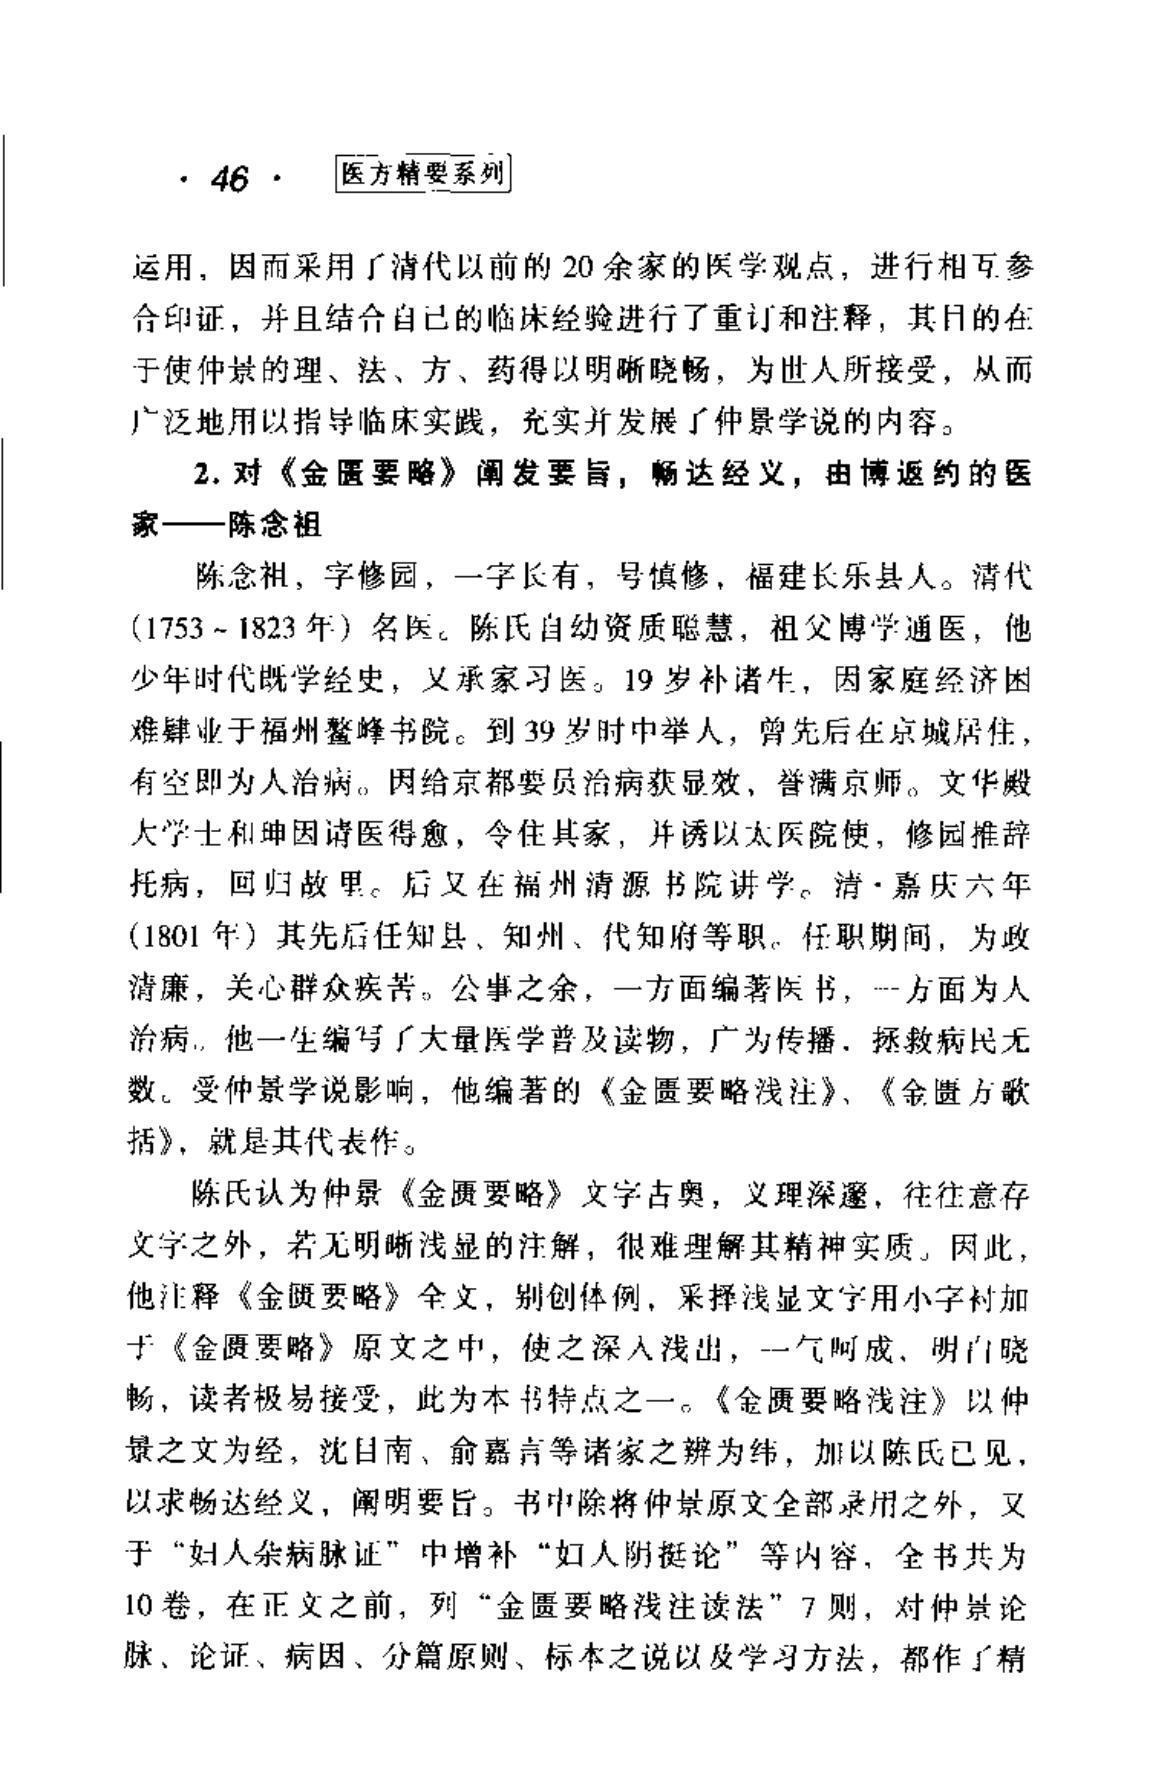 · 46 · 医方精要系列
运用，因而采用了清代以前的 20 余家的医学观点，进行相互参
合印证，并且结合自己的临床经验进行了重订和注释，其目的在
于使仲景的理、法、方、药得以明晰晓畅，为世人所接受，从而
广泛地用以指导临床实践，充实并发展了仲景学说的内容。
2. 对《金匮要略》阐发要旨，畅达经义，由博返约的医
家——陈念祖
陈念祖，字修园，一字长有，号慎修，福建长乐县人。清代
(1753～1823 年) 名医。陈氏自幼资质聪慧，祖父博学通医，他
少年时代既学经史，又承家习医。19 岁补诸生，因家庭经济困
难肄业于福州鳌峰书院。到 39 岁时中举人，曾先后在京城居住，
有空即为人治病。因给京都要员治病获显效，誉满京师。文华殿
大学士和珅因请医得愈，令住其家，并诱以太医院使，修园推辞
托病，回归故里。后又在福州清源书院讲学。清·嘉庆六年
(1801 年) 其先后任知县、知州、代知府等职。任职期间，为政
清廉，关心群众疾苦。公事之余，一方面编著医书，一方面为人
治病。他一生编写了大量医学普及读物，广为传播，拯救病民无
数。受仲景学说影响，他编著的《金匮要略浅注》、《金匮方歌
括》，就是其代表作。
陈氏认为仲景《金匮要略》文字古奥，义理深邃，往往意存
文字之外，若无明晰浅显的注解，很难理解其精神实质。因此，
他注释《金匮要略》全文，别创体例，采择浅显文字用小字衬加
于《金匮要略》原文之中，使之深入浅出，一气呵成、明白晓
畅，读者极易接受，此为本书特点之一。《金匮要略浅注》以仲
景之文为经，沈目南、俞嘉言等诸家之辨为纬，加以陈氏已见，
以求畅达经义，阐明要旨。书中除将仲景原文全部录用之外，又
于“妇人杂病脉证”中增补“妇人阴挺论”等内容，全书共为
10 卷，在正文之前，列“金匮要略浅注读法”7 则，对仲景论
脉、论证、病因、分篇原则、标本之说以及学习方法，都作了精